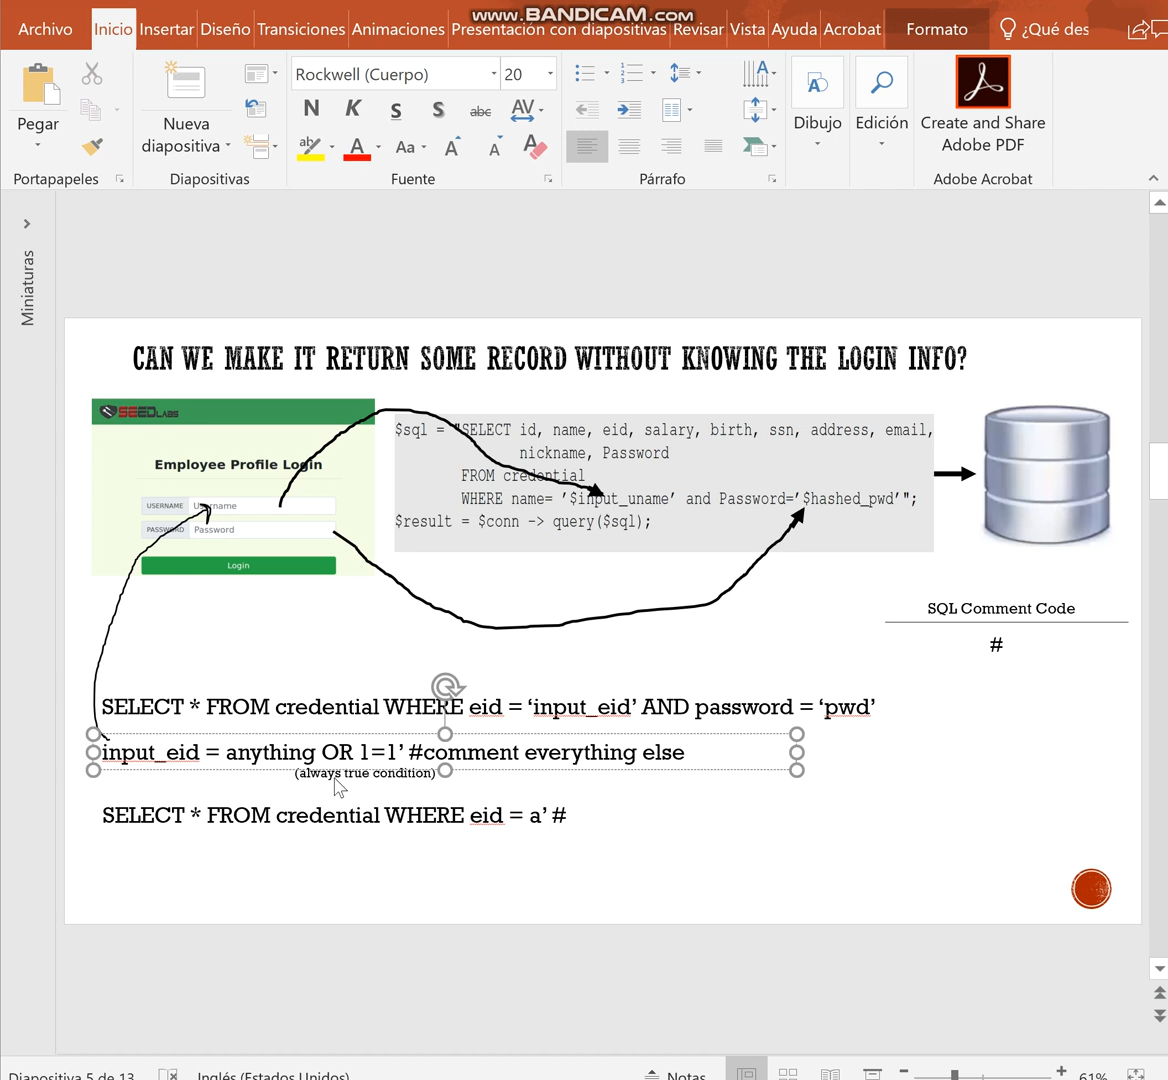 www.BANDICAM.com
Archivo Inicio Insertar Diseño Transiciones Animaciones Presentación con diapositivas Revisar Vista Ayuda Acrobat Formato ¿Qué des
Pegar
Portapapeles
Nueva
diapositiva
Diapositivas
Rockwell (Cuerpo) 20
N K S S abc AV
ab A Aa A A A
Fuente
Párrafo
Dibujo
Edición
Create and Share
Adobe PDF
Adobe Acrobat
Miniaturas
CAN WE MAKE IT RETURN SOME RECORD WITHOUT KNOWING THE LOGIN INFO?
SEEDLABS
Employee Profile Login
USERNAME Username
PASSWORD Password
Login
$sql = "SELECT id, name, eid, salary, birth, ssn, address, email,
nickname, Password
FROM credential
WHERE name= ’$input_uname’ and Password=’$hashed_pwd’";
$result = $conn -> query($sql);
SQL Comment Code
#
SELECT * FROM credential WHERE eid = ‘input_eid’ AND password = ‘pwd’
input_eid = anything OR 1=1’ #comment everything else
(always true condition)
SELECT * FROM credential WHERE eid = a’ #
Diapositiva 5 de 13 Inglés (Estados Unidos) Notas 61%